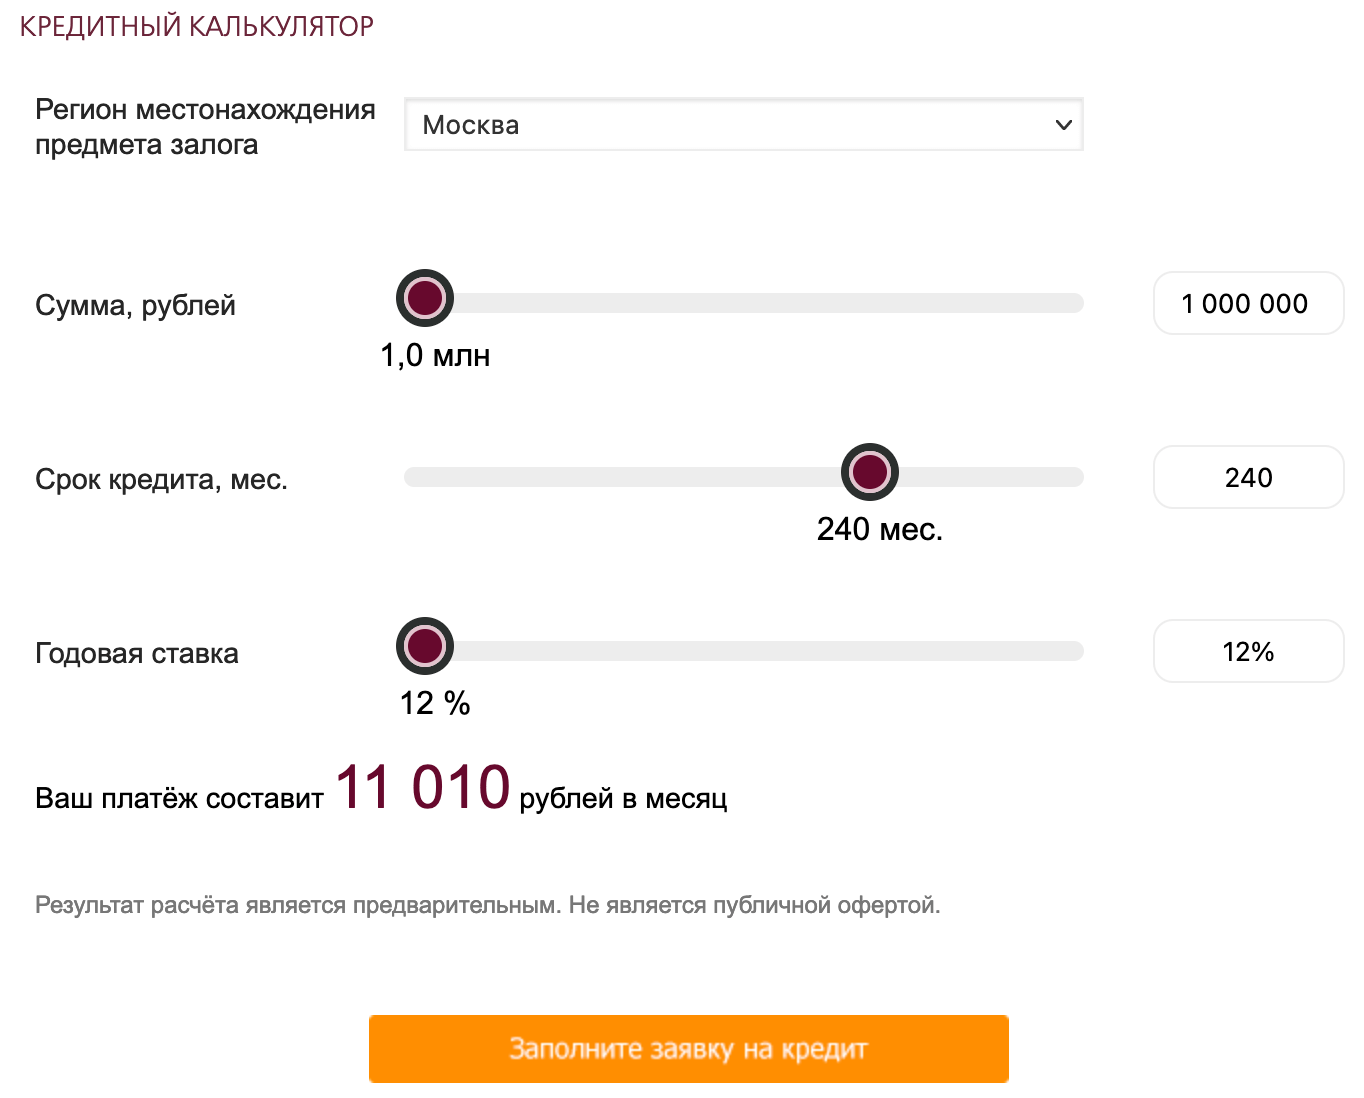 КРЕДИТНЫЙ КАЛЬКУЛЯТОР
Регион местонахождения
предмета залога
Москва
Сумма, рублей
1 000 000
1,0 млн
Срок кредита, мес.
240
240 мес.
Годовая ставка
12%
12 %
Ваш платёж составит 11 010 рублей в месяц
Результат расчёта является предварительным. Не является публичной офертой.
Заполните заявку на кредит